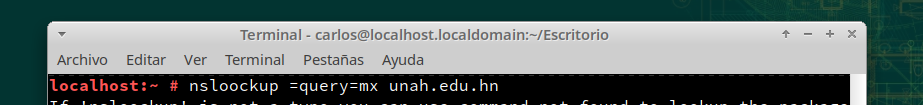 Terminal - carlos@localhost.localdomain:~/Escritorio
Archivo Editar Ver Terminal Pestañas Ayuda
localhost:~ # nsloockup =query=mx unah.edu.hn
If 'nsloockup' is not a typo you can use command-not-found to lookup the package